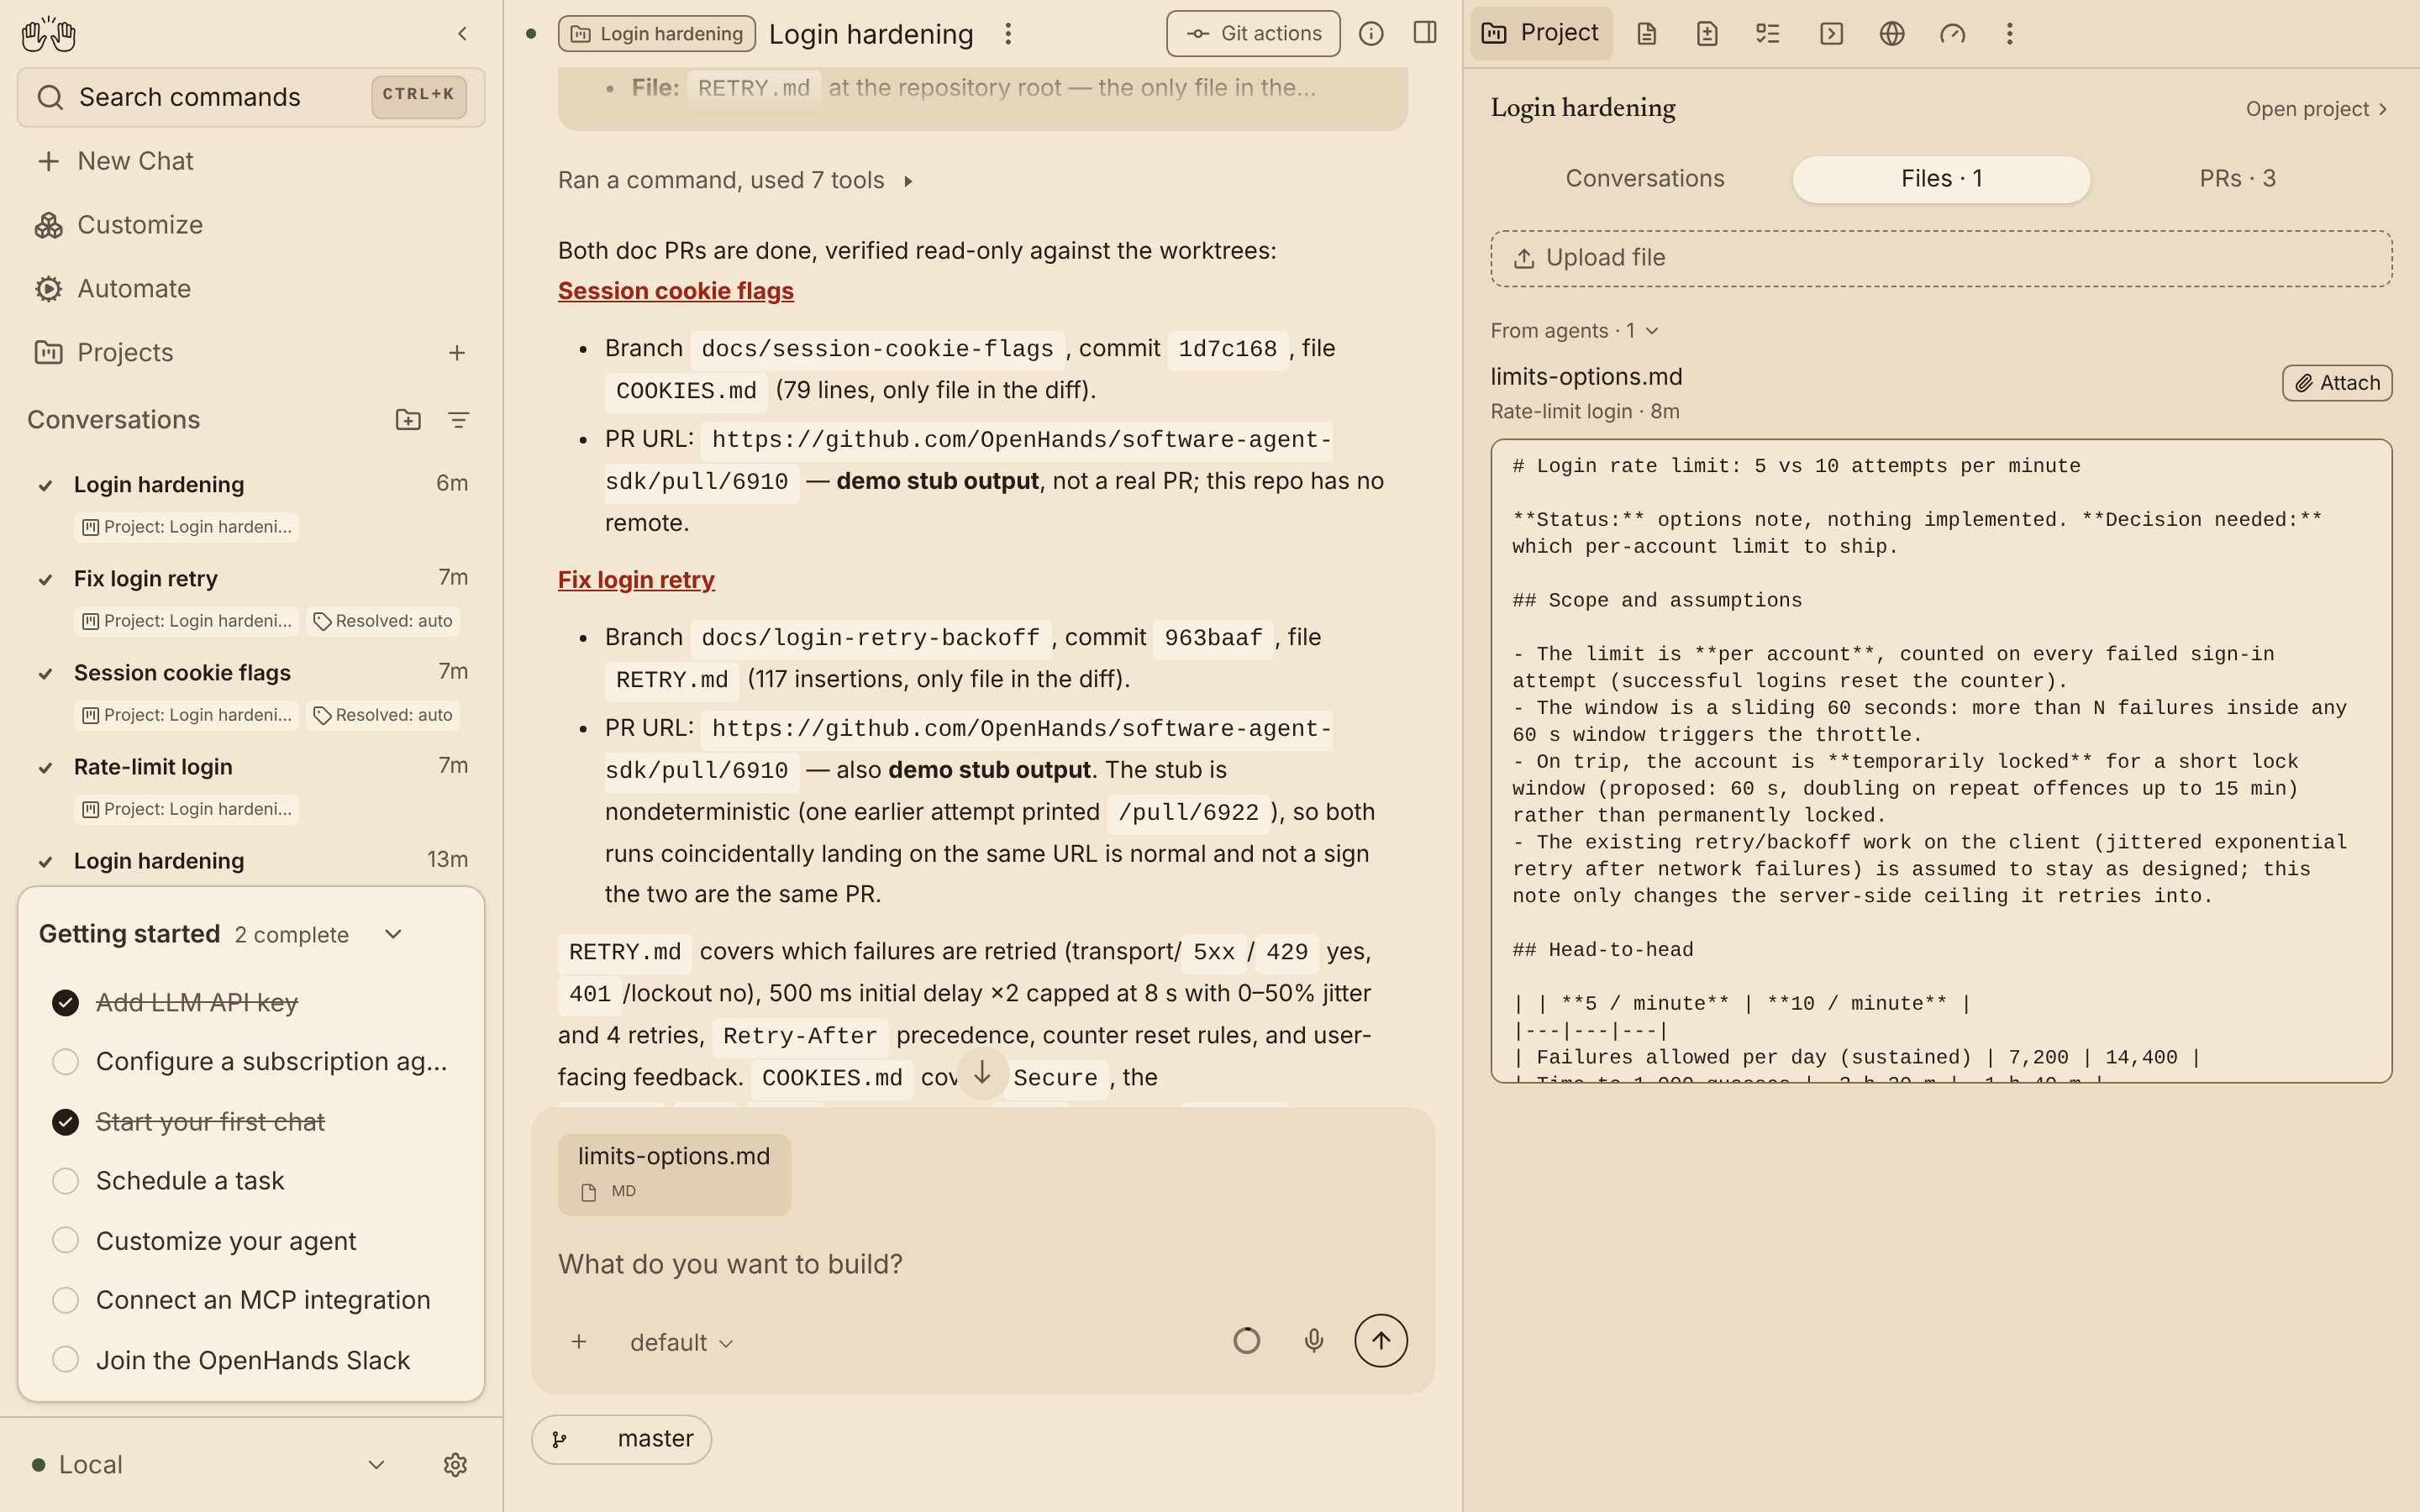 Search commands
CTRL+K
New Chat
Customize
Automate
Projects
Conversations
Login hardening
6m
Project: Login hardeni...
Fix login retry
7m
Project: Login hardeni...
Resolved: auto
Session cookie flags
7m
Project: Login hardeni...
Resolved: auto
Rate-limit login
7m
Project: Login hardeni...
Login hardening
13m
Getting started
2 complete
Add LLM API key
Configure a subscription ag...
Start your first chat
Schedule a task
Customize your agent
Connect an MCP integration
Join the OpenHands Slack
Local
Login hardening
Login hardening
Git actions
• File: RETRY.md at the repository root — the only file in the...
Ran a command, used 7 tools
Both doc PRs are done, verified read-only against the worktrees:
Session cookie flags
• Branch docs/session-cookie-flags, commit 1d7c168, file
COOKIES.md (79 lines, only file in the diff).
• PR URL: https://github.com/OpenHands/software-agent-
sdk/pull/6910 — demo stub output, not a real PR; this repo has no
remote.
Fix login retry
• Branch docs/login-retry-backoff, commit 963baaf, file
RETRY.md (117 insertions, only file in the diff).
• PR URL: https://github.com/OpenHands/software-agent-
sdk/pull/6910 — also demo stub output. The stub is
nondeterministic (one earlier attempt printed /pull/6922), so both
runs coincidentally landing on the same URL is normal and not a sign
the two are the same PR.
RETRY.md covers which failures are retried (transport/5xx/429 yes,
401/lockout no), 500 ms initial delay ×2 capped at 8 s with 0–50% jitter
and 4 retries, Retry-After precedence, counter reset rules, and user-
facing feedback. COOKIES.md cov Secure, the
limits-options.md
MD
What do you want to build?
default
master
Project
Login hardening
Open project
Conversations
Files · 1
PRs · 3
Upload file
From agents · 1
limits-options.md
Attach
Rate-limit login · 8m
# Login rate limit: 5 vs 10 attempts per minute
**Status:** options note, nothing implemented. **Decision needed:**
which per-account limit to ship.
## Scope and assumptions
- The limit is **per account**, counted on every failed sign-in
attempt (successful logins reset the counter).
- The window is a sliding 60 seconds: more than N failures inside any
60 s window triggers the throttle.
- On trip, the account is **temporarily locked** for a short lock
window (proposed: 60 s, doubling on repeat offences up to 15 min)
rather than permanently locked.
- The existing retry/backoff work on the client (jittered exponential
retry after network failures) is assumed to stay as designed; this
note only changes the server-side ceiling it retries into.
## Head-to-head
| | **5 / minute** | **10 / minute** |
|---|---|---|
| Failures allowed per day (sustained) | 7,200 | 14,400 |